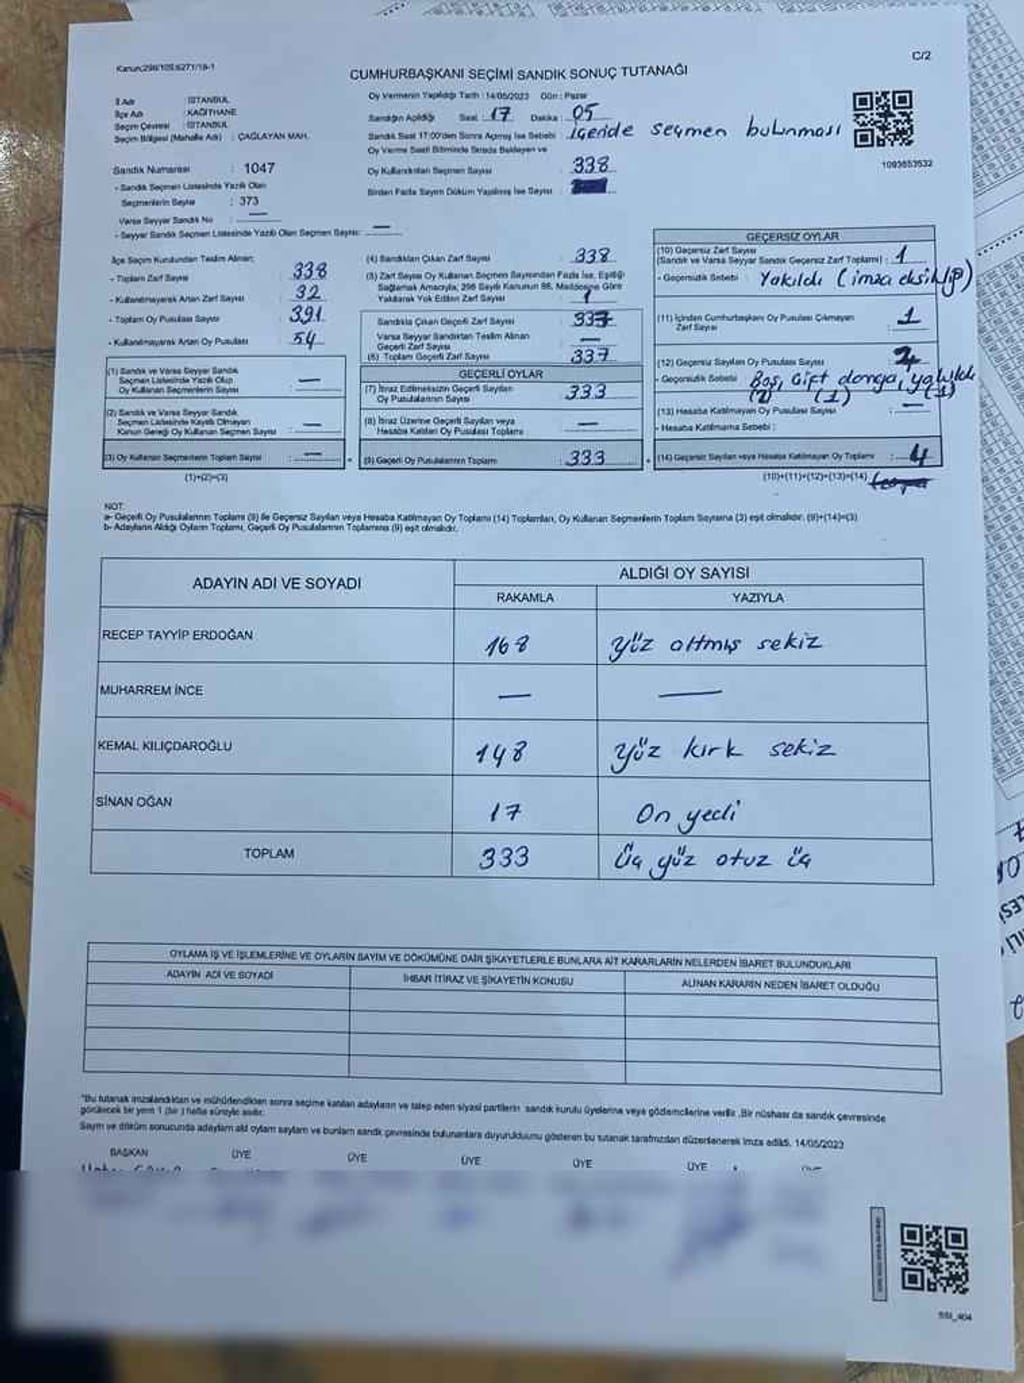 Kanun:298/105,6271/18-1
C/2
CUMHURBAŞKANI SEÇİMİ SANDIK SONUÇ TUTANAĞI
İl Adı : İSTANBUL
İlçe Adı : KAĞITHANE
Seçim Çevresi : İSTANBUL
Seçim Bölgesi (Mahalle Adı) : ÇAĞLAYAN MAH.
Sandık Numarası : 1047
- Sandık Seçmen Listesinde Yazılı Olan
Seçmenlerin Sayısı : 373
Varsa Seyyar Sandık No : —
- Seyyar Sandık Seçmen Listesinde Yazılı Olan Seçmen Sayısı: —
Oy Vermenin Yapıldığı Tarih : 14/05/2023 Gün : Pazar
Sandığın Açıldığı Saat : 17 Dakika : 05
Sandık Saat 17:00'den Sonra Açılmış İse Sebebi : İçeride seçmen bulunması
Oy Verme Saati Bitiminde Sırada Bekleyen ve
Oy Kullandıkları Seçmen Sayısı : 338
Birden Fazla Sayım Döküm Yapılmış İse Sayısı :
1093653532
İlçe Seçim Kurulundan Teslim Alınan;
- Toplam Zarf Sayısı : 338
- Kullanılmayarak Artan Zarf Sayısı : 32
- Toplam Oy Pusulası Sayısı : 391
- Kullanılmayarak Artan Oy Pusulası : 54
(1) Sandık ve Varsa Seyyar Sandık
Seçmen Listesinde Yazılı Olup
Oy Kullanan Seçmenlerin Sayısı : —
(2) Sandık ve Varsa Seyyar Sandık
Seçmen Listesinde Kayıtlı Olmayan
Kanun Gereği Oy Kullanan Seçmen Sayısı : —
(3) Oy Kullanan Seçmenlerin Toplam Sayısı : —
(1)+(2)=(3)
(4) Sandıktan Çıkan Zarf Sayısı : 338
(5) Zarf Sayısı Oy Kullanan Seçmen Sayısından Fazla İse, Eşitliği
Sağlamak Amacıyla; 298 Sayılı Kanunun 98. Maddesine Göre
Yakılarak Yok Edilen Zarf Sayısı : 1
Sandıkta Çıkan Geçerli Zarf Sayısı : 337
Varsa Seyyar Sandıktan Teslim Alınan
Geçerli Zarf Sayısı : —
(6) Toplam Geçerli Zarf Sayısı : 337
GEÇERLİ OYLAR
(7) İtiraz Edilmeksizin Geçerli Sayılan
Oy Pusulalarının Sayısı : 333
(8) İtiraz Üzerine Geçerli Sayılan veya
Hesaba Katılan Oy Pusulası Toplamı : —
(9) Geçerli Oy Pusulalarının Toplamı : 333
GEÇERSİZ OYLAR
(10) Geçersiz Zarf Sayısı
(Sandık ve Varsa Seyyar Sandık Geçersiz Zarf Toplamı) : 1
- Geçersizlik Sebebi : Yakıldı (imza eksikliği)
(11) İçinden Cumhurbaşkanı Oy Pusulası Çıkmayan
Zarf Sayısı : 1
(12) Geçersiz Sayılan Oy Pusulası Sayısı
- Geçersizlik Sebebi : Boş, Çift damga,
(2) (1) (1)
(13) Hesaba Katılmayan Oy Pusulası Sayısı : —
- Hesaba Katılmama Sebebi :
(14) Geçersiz Sayılan veya Hesaba Katılmayan Oy Toplamı : 4
(10)+(11)+(12)+(13)=(14)
NOT:
a- Geçerli Oy Pusulalarının Toplamı (9) ile Geçersiz Sayılan veya Hesaba Katılmayan Oy Toplamı (14) Toplamları, Oy Kullanan Seçmenlerin Toplam Sayısına (3) eşit olmalıdır. (9)+(14)=(3)
b- Adayların Aldığı Oyların Toplamı, Geçerli Oy Pusulalarının Toplamına (9) eşit olmalıdır.
ADAYIN ADI VE SOYADI ALDIĞI OY SAYISI
RAKAMLA YAZIYLA
RECEP TAYYİP ERDOĞAN 168 yüz altmış sekiz
MUHARREM İNCE — —
KEMAL KILIÇDAROĞLU 148 yüz kırk sekiz
SİNAN OĞAN 17 On yedi
TOPLAM 333 Üç yüz otuz üç
OYLAMA İŞ VE İŞLEMLERİNE VE OYLARIN SAYIM VE DÖKÜMÜNE DAİR ŞİKAYETLERLE BUNLARA AİT KARARLARIN NELERDEN İBARET BULUNDUKLARI
ADAYIN ADI VE SOYADI İHBAR İTİRAZ VE ŞİKAYETİN KONUSU ALINAN KARARIN NEDEN İBARET OLDUĞU
"Bu tutanak imzalandıktan ve mühürlendikten sonra seçime katılan adayların ve talep eden siyasi partilerin sandık kurulu üyelerine veya gözlemcilerine verilir. Bir nüshası da sandık çevresinde
görülecek bir yere 1 (bir) hafta süreyle asılır.
Sayım ve döküm sonucunda adayların aldığı oyların sayılarını ve bunların sandık çevresinde bulunanlara duyurulduğunu gösteren bu tutanak tarafımızdan düzenlenerek imza edildi. 14/05/2023
BAŞKAN ÜYE ÜYE ÜYE ÜYE ÜYE
SSI_404